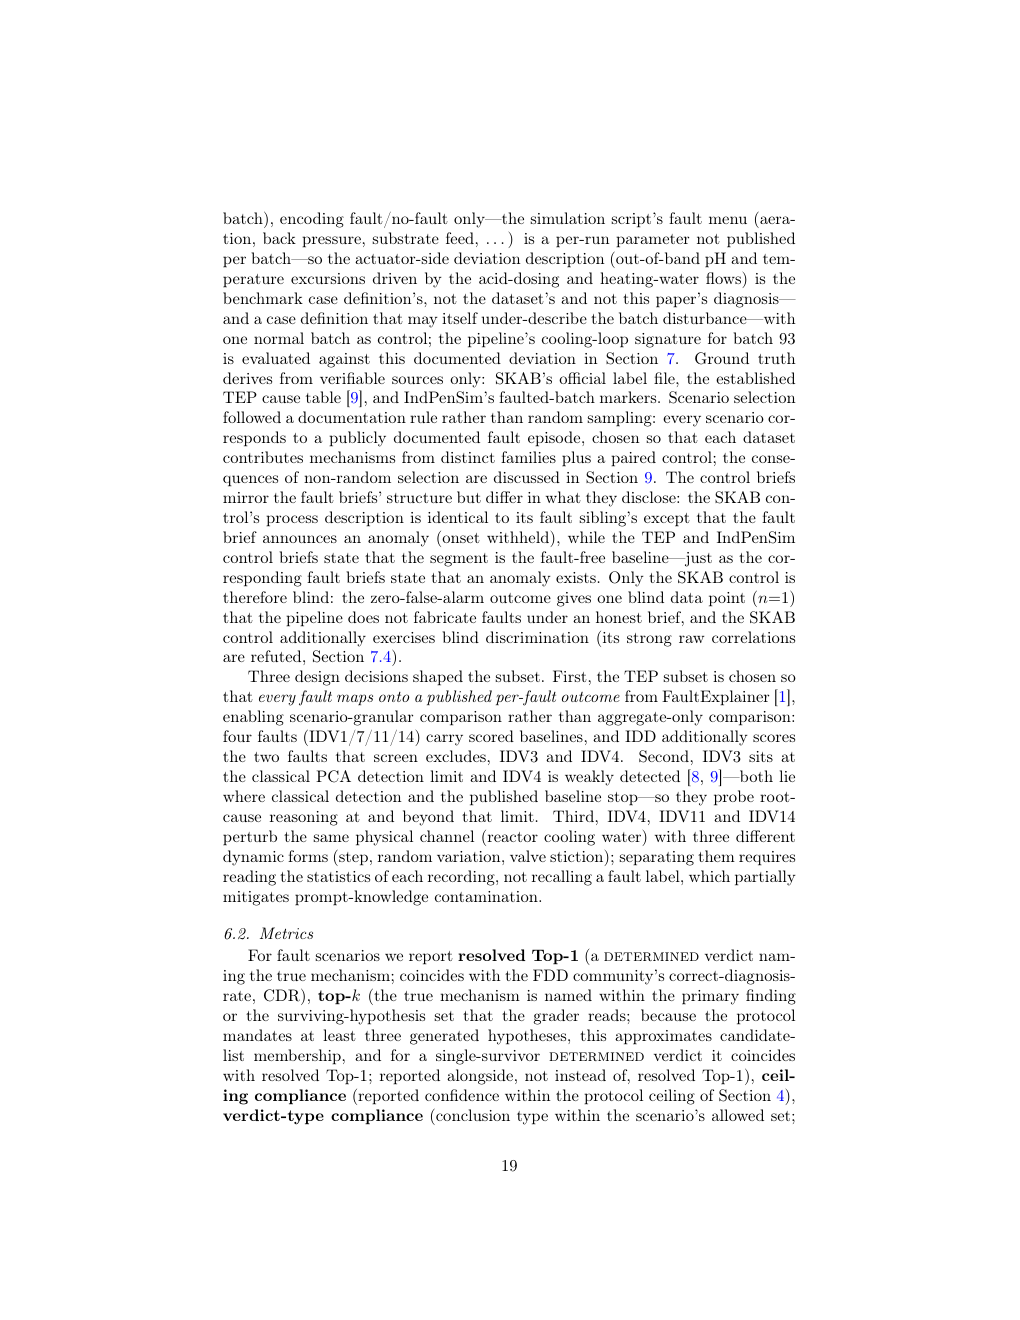 batch), encoding fault/no-fault only—the simulation script's fault menu (aera-
tion, back pressure, substrate feed, ...) is a per-run parameter not published
per batch—so the actuator-side deviation description (out-of-band pH and tem-
perature excursions driven by the acid-dosing and heating-water flows) is the
benchmark case definition's, not the dataset's and not this paper's diagnosis—
and a case definition that may itself under-describe the batch disturbance—with
one normal batch as control; the pipeline's cooling-loop signature for batch 93
is evaluated against this documented deviation in Section 7. Ground truth
derives from verifiable sources only: SKAB's official label file, the established
TEP cause table [9], and IndPenSim's faulted-batch markers. Scenario selection
followed a documentation rule rather than random sampling: every scenario cor-
responds to a publicly documented fault episode, chosen so that each dataset
contributes mechanisms from distinct families plus a paired control; the conse-
quences of non-random selection are discussed in Section 9. The control briefs
mirror the fault briefs' structure but differ in what they disclose: the SKAB con-
trol's process description is identical to its fault sibling's except that the fault
brief announces an anomaly (onset withheld), while the TEP and IndPenSim
control briefs state that the segment is the fault-free baseline—just as the cor-
responding fault briefs state that an anomaly exists. Only the SKAB control is
therefore blind: the zero-false-alarm outcome gives one blind data point (n=1)
that the pipeline does not fabricate faults under an honest brief, and the SKAB
control additionally exercises blind discrimination (its strong raw correlations
are refuted, Section 7.4).
Three design decisions shaped the subset. First, the TEP subset is chosen so
that every fault maps onto a published per-fault outcome from FaultExplainer [1],
enabling scenario-granular comparison rather than aggregate-only comparison:
four faults (IDV1/7/11/14) carry scored baselines, and IDD additionally scores
the two faults that screen excludes, IDV3 and IDV4. Second, IDV3 sits at
the classical PCA detection limit and IDV4 is weakly detected [8, 9]—both lie
where classical detection and the published baseline stop—so they probe root-
cause reasoning at and beyond that limit. Third, IDV4, IDV11 and IDV14
perturb the same physical channel (reactor cooling water) with three different
dynamic forms (step, random variation, valve stiction); separating them requires
reading the statistics of each recording, not recalling a fault label, which partially
mitigates prompt-knowledge contamination.
6.2. Metrics
For fault scenarios we report resolved Top-1 (a DETERMINED verdict nam-
ing the true mechanism; coincides with the FDD community's correct-diagnosis-
rate, CDR), top-k (the true mechanism is named within the primary finding
or the surviving-hypothesis set that the grader reads; because the protocol
mandates at least three generated hypotheses, this approximates candidate-
list membership, and for a single-survivor DETERMINED verdict it coincides
with resolved Top-1; reported alongside, not instead of, resolved Top-1), ceil-
ing compliance (reported confidence within the protocol ceiling of Section 4),
verdict-type compliance (conclusion type within the scenario's allowed set;
19